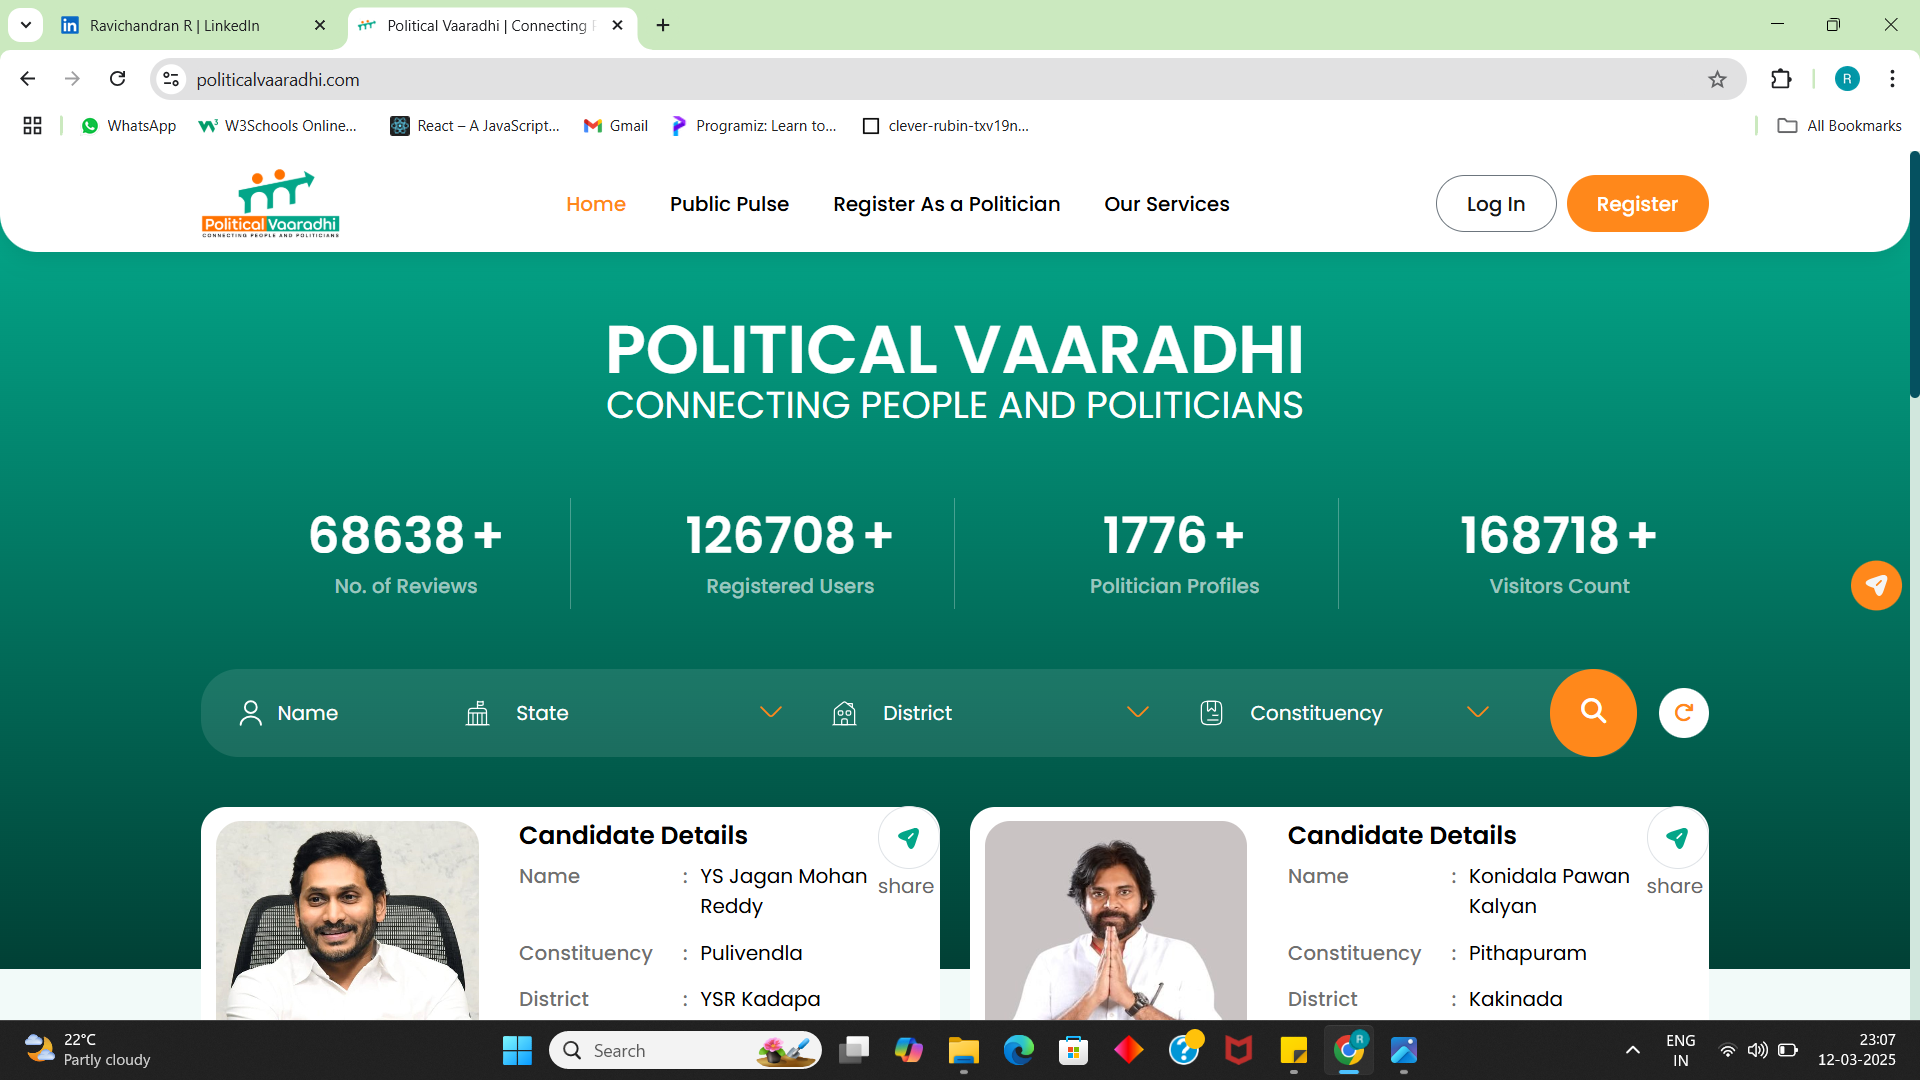 Ravichandran R | LinkedIn
Political Vaaradhi | Connecting
politicalvaaradhi.com
R
WhatsApp
W3Schools Online...
React – A JavaScript...
Gmail
Programiz: Learn to...
clever-rubin-txv19n...
All Bookmarks
Political Vaaradhi
CONNECTING PEOPLE AND POLITICIANS
Home
Public Pulse
Register As a Politician
Our Services
Log In
Register
POLITICAL VAARADHI
CONNECTING PEOPLE AND POLITICIANS
68638 +
No. of Reviews
126708 +
Registered Users
1776 +
Politician Profiles
168718 +
Visitors Count
Name
State
District
Constituency
Candidate Details
share
Name : YS Jagan Mohan
Reddy
Constituency : Pulivendla
District : YSR Kadapa
Candidate Details
share
Name : Konidala Pawan
Kalyan
Constituency : Pithapuram
District : Kakinada
22°C
Partly cloudy
Search
R
ENG
IN
23:07
12-03-2025